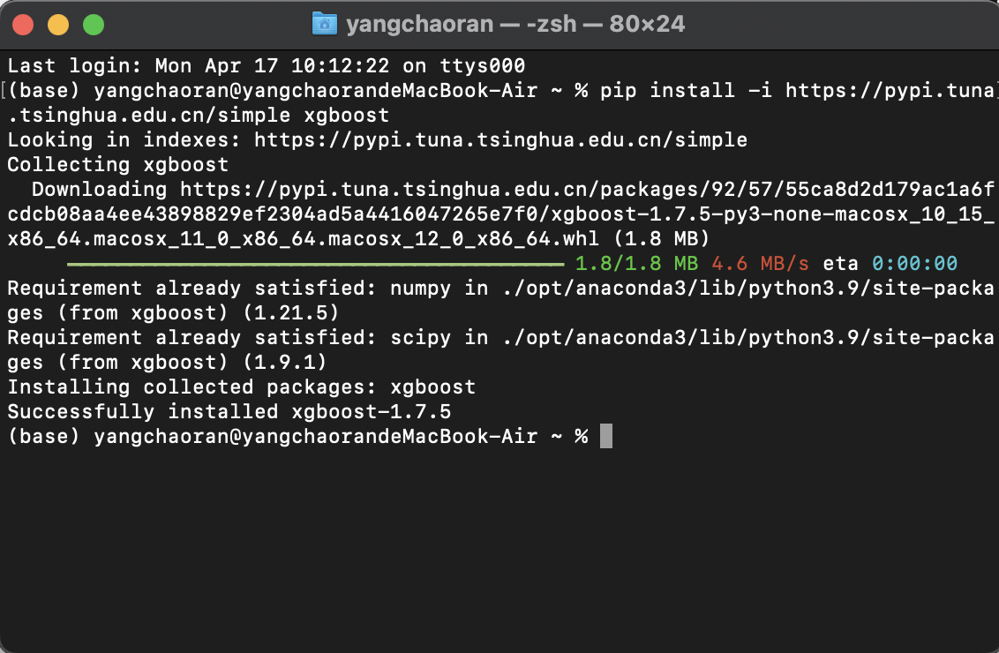 yangchaoran — -zsh — 80×24
Last login: Mon Apr 17 10:12:22 on ttys000
(base) yangchaoran@yangchaorandeMacBook-Air ~ % pip install -i https://pypi.tuna
.tsinghua.edu.cn/simple xgboost
Looking in indexes: https://pypi.tuna.tsinghua.edu.cn/simple
Collecting xgboost
  Downloading https://pypi.tuna.tsinghua.edu.cn/packages/92/57/55ca8d2d179ac1a6f
cdcb08aa4ee43898829ef2304ad5a4416047265e7f0/xgboost-1.7.5-py3-none-macosx_10_15_
x86_64.macosx_11_0_x86_64.macosx_12_0_x86_64.whl (1.8 MB)
1.8/1.8 MB 4.6 MB/s eta 0:00:00
Requirement already satisfied: numpy in ./opt/anaconda3/lib/python3.9/site-packa
ges (from xgboost) (1.21.5)
Requirement already satisfied: scipy in ./opt/anaconda3/lib/python3.9/site-packa
ges (from xgboost) (1.9.1)
Installing collected packages: xgboost
Successfully installed xgboost-1.7.5
(base) yangchaoran@yangchaorandeMacBook-Air ~ %